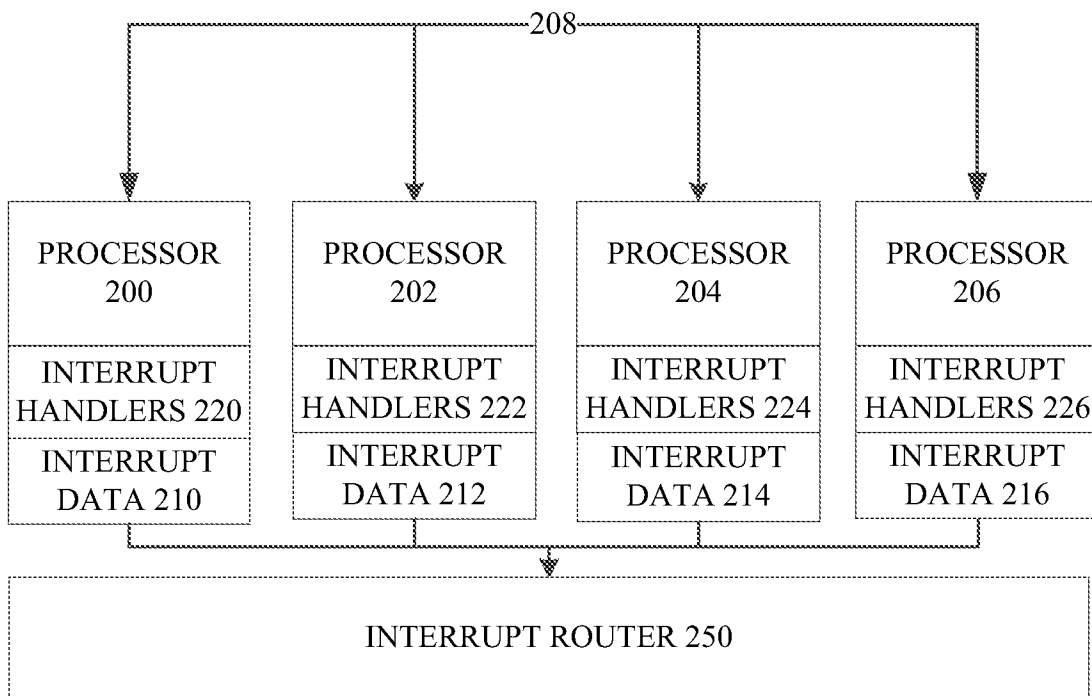 208
PROCESSOR
200
INTERRUPT
HANDLERS 220
INTERRUPT
DATA 210
PROCESSOR
202
INTERRUPT
HANDLERS 222
INTERRUPT
DATA 212
PROCESSOR
204
INTERRUPT
HANDLERS 224
INTERRUPT
DATA 214
PROCESSOR
206
INTERRUPT
HANDLERS 226
INTERRUPT
DATA 216
INTERRUPT ROUTER 250